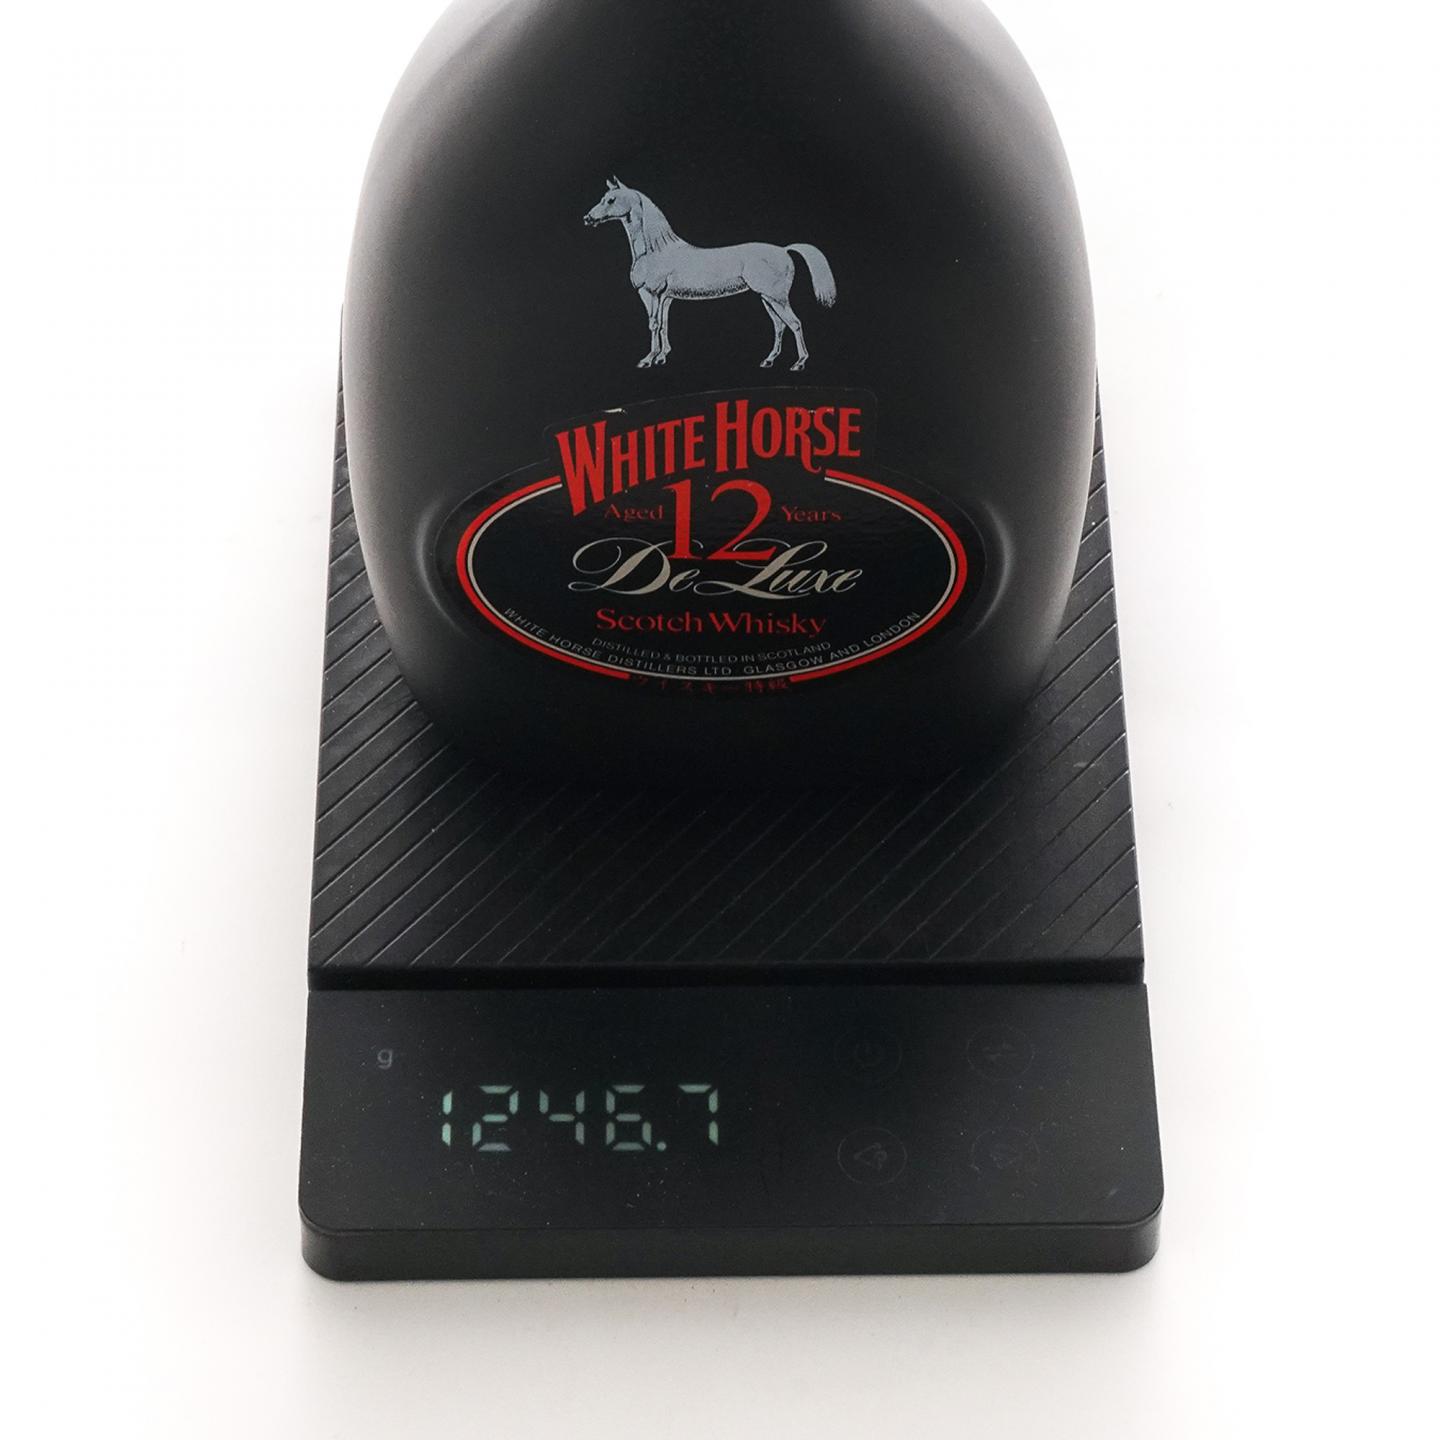 WHITE HORSE
Aged 12 Years
De Luxe
Scotch Whisky
DISTILLED & BOTTLED IN SCOTLAND
WHITE HORSE DISTILLERS LTD · GLASGOW AND LONDON
ウイスキー特級
g
1246.7